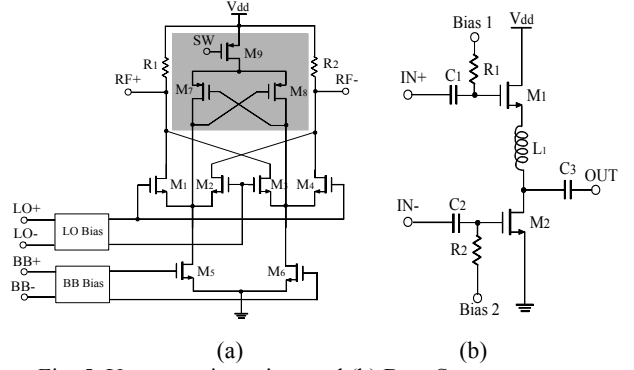 Vdd
SW
M9
R1
R2
RF+
RF-
M7
M8
M1
M2
M3
M4
LO+
LO-
LO Bias
BB+
BB-
BB Bias
M5
M6
(a)
Bias 1
Vdd
R1
IN+
C1
M1
L1
C3
OUT
IN-
C2
M2
R2
Bias 2
(b)